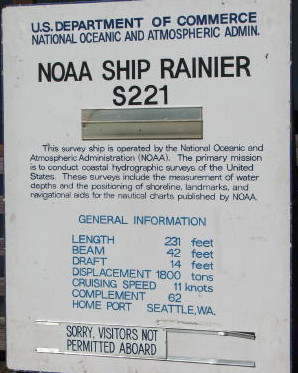 U.S. DEPARTMENT OF COMMERCE
NATIONAL OCEANIC AND ATMOSPHERIC ADMIN.
NOAA SHIP RAINIER
S221
This survey ship is operated by the National Oceanic and
Atmospheric Administration (NOAA). The primary mission
is to conduct coastal hydrographic surveys of the United
States. These surveys include the measurement of water
depths and the positioning of shoreline, landmarks, and
navigational aids for the nautical charts published by NOAA.
GENERAL INFORMATION
LENGTH 231 feet
BEAM 42 feet
DRAFT 14 feet
DISPLACEMENT 1800 tons
CRUISING SPEED 11 knots
COMPLEMENT 62
HOME PORT SEATTLE, WA.
SORRY, VISITORS NOT
PERMITTED ABOARD